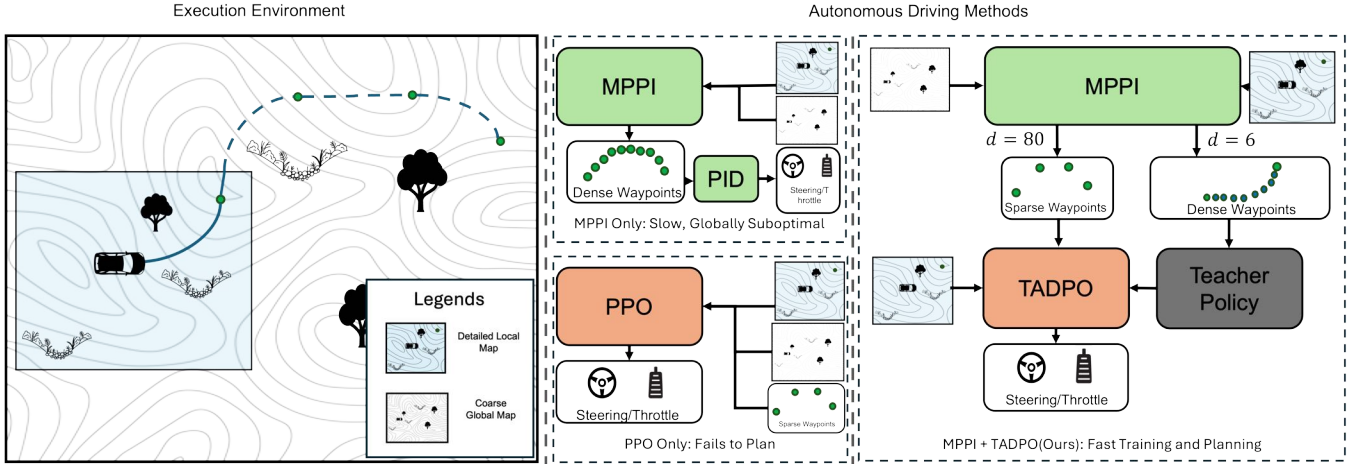 Execution Environment
Autonomous Driving Methods
Legends
Detailed Local
Map
Coarse
Global Map
MPPI
Dense Waypoints
PID
Steering/T
hrottle
MPPI Only: Slow, Globally Suboptimal
PPO
Steering/Throttle
Sparse Waypoints
PPO Only: Fails to Plan
MPPI
d = 80
d = 6
Sparse Waypoints
Dense Waypoints
TADPO
Teacher
Policy
Steering/Throttle
MPPI + TADPO(Ours): Fast Training and Planning